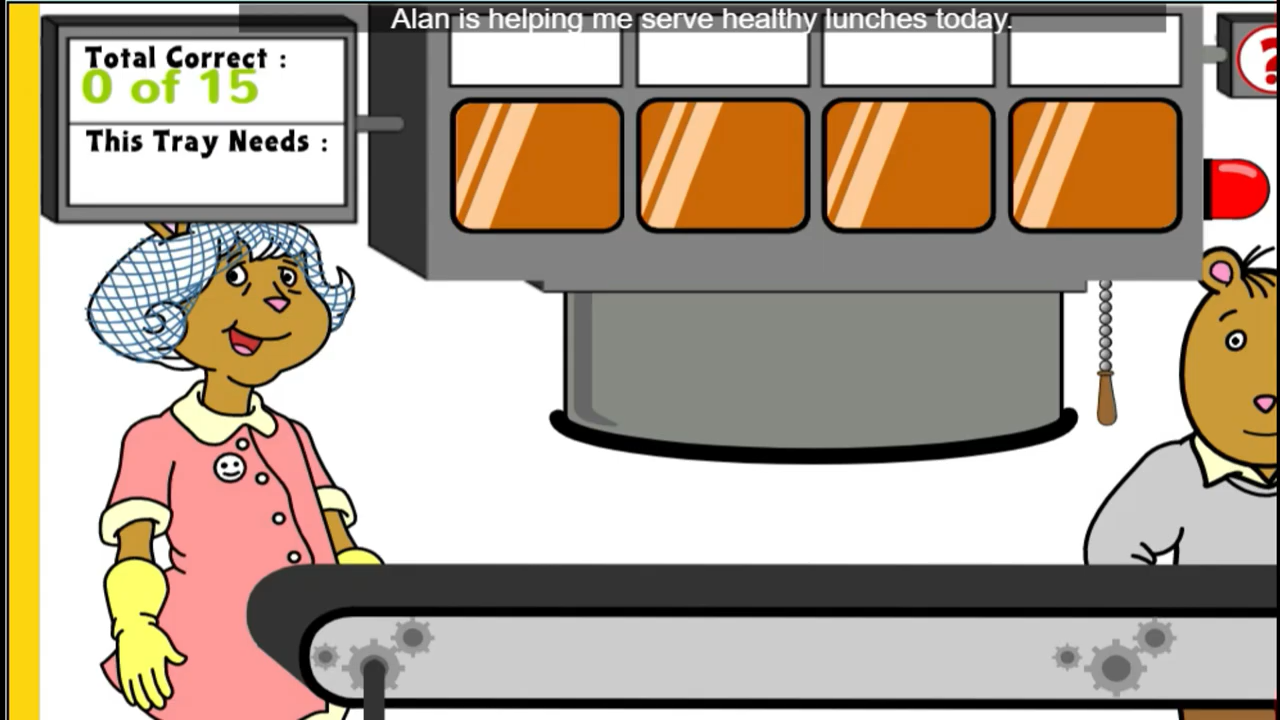 Alan is helping me serve healthy lunches today.
Total Correct :
0 of 15
This Tray Needs :
?